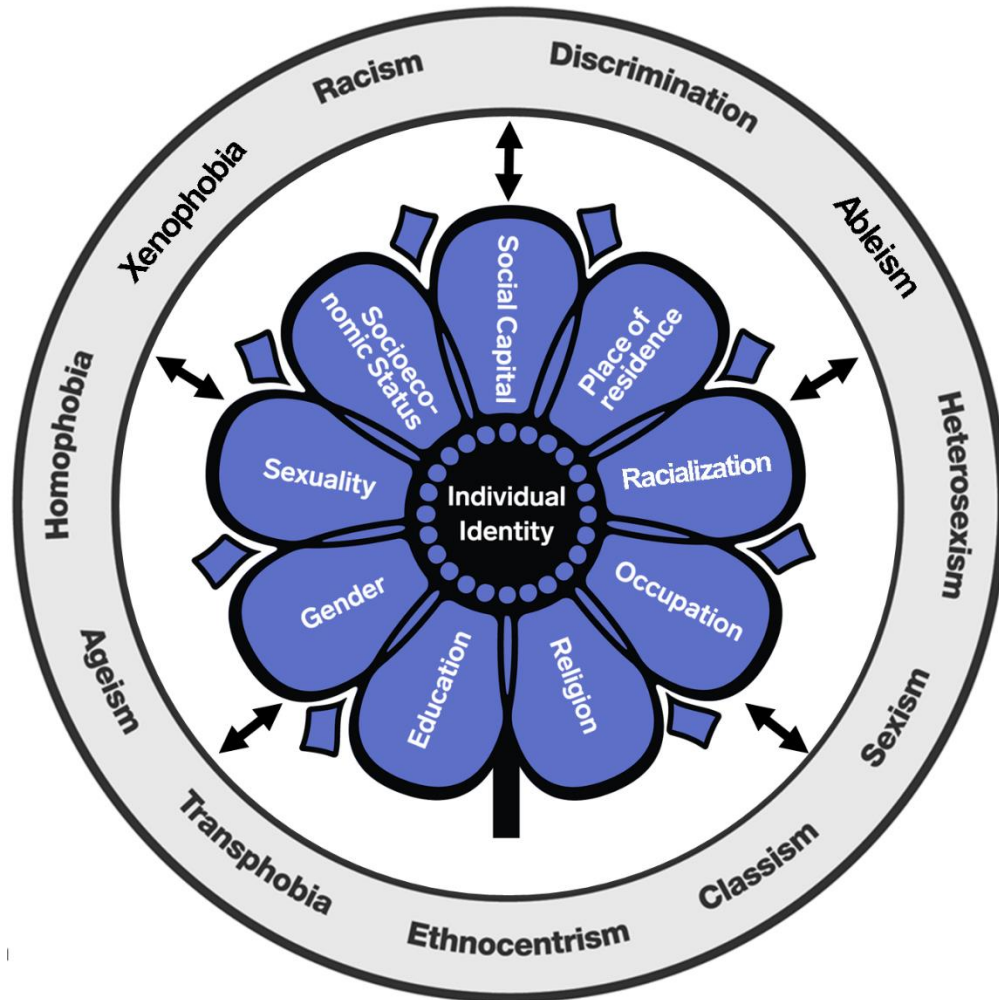 Racism
Discrimination
Ableism
Heterosexism
Sexism
Classism
Ethnocentrism
Transphobia
Ageism
Homophobia
Xenophobia
Social Capital
Place of
residence
Racialization
Occupation
Religion
Education
Gender
Sexuality
Socioeco-
nomic Status
Individual
Identity